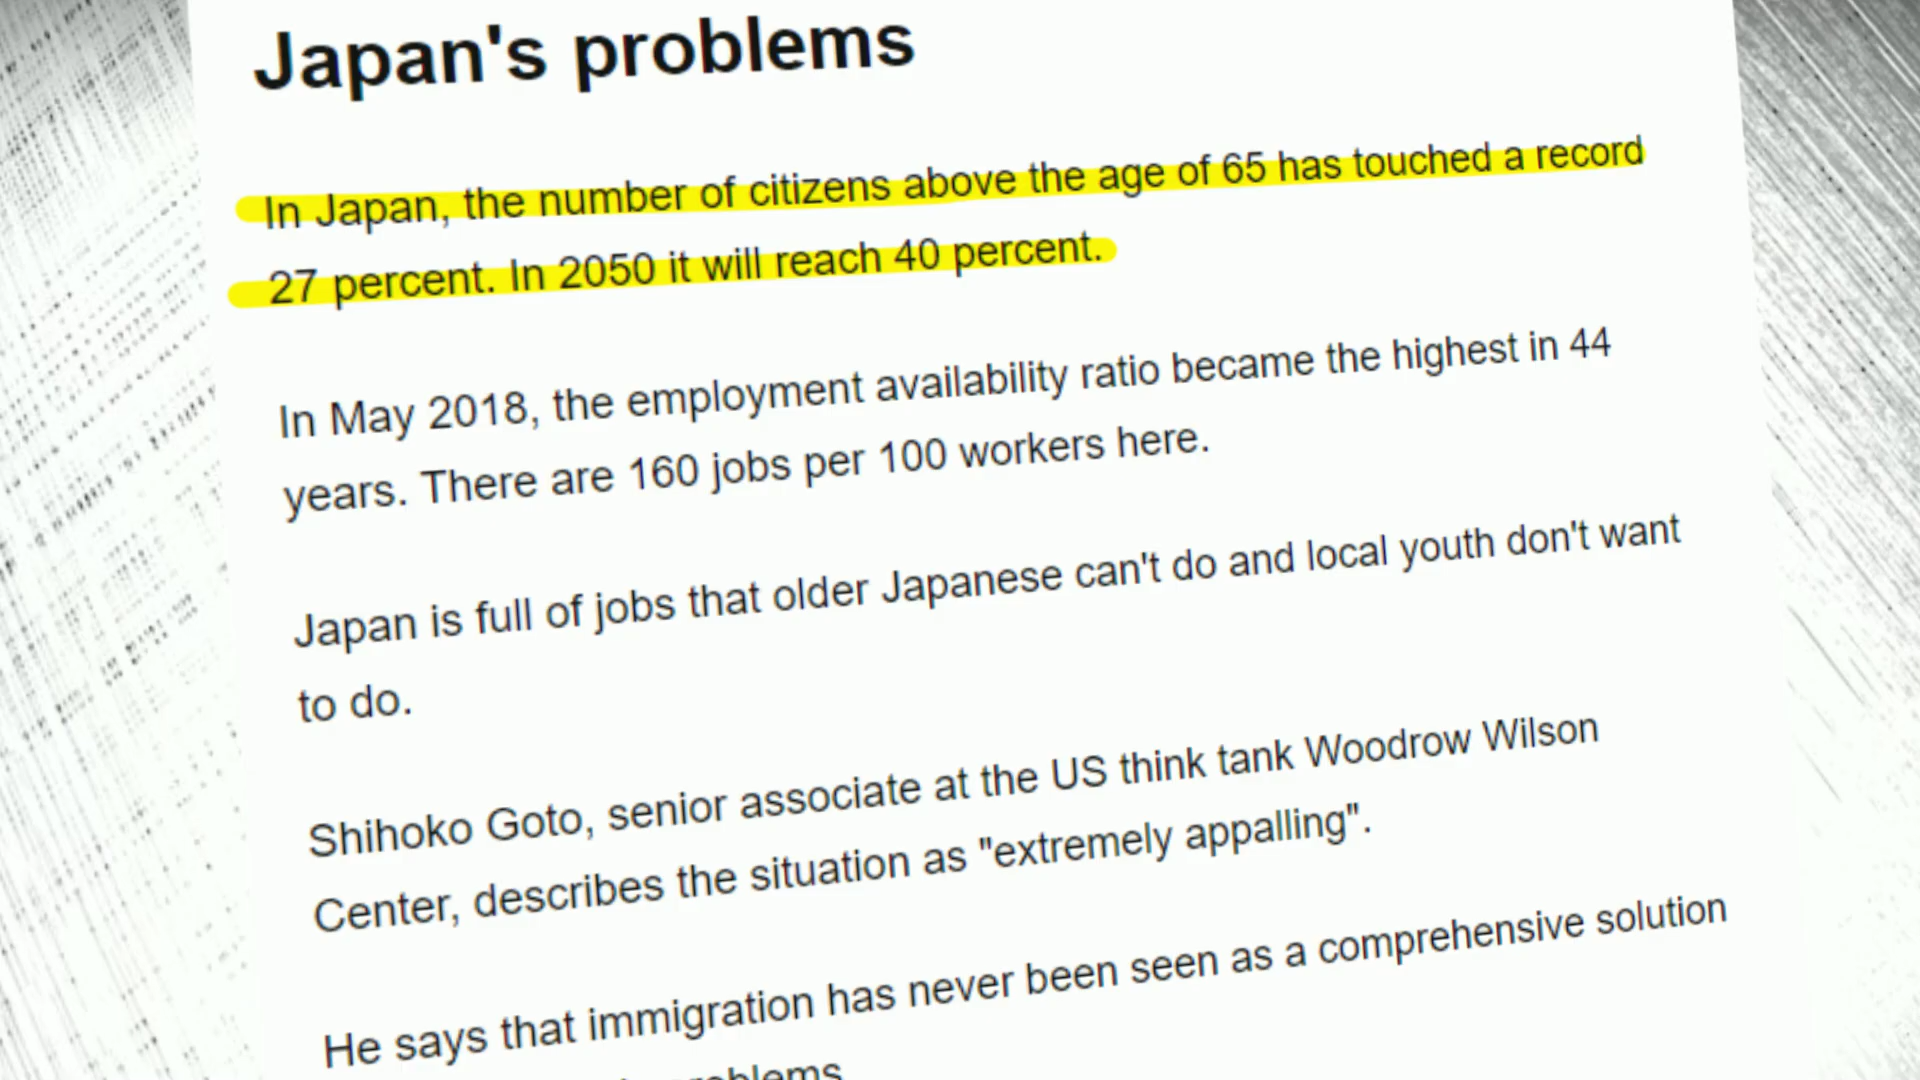 Japan's problems
In Japan, the number of citizens above the age of 65 has touched a record
27 percent. In 2050 it will reach 40 percent.
In May 2018, the employment availability ratio became the highest in 44
years. There are 160 jobs per 100 workers here.
Japan is full of jobs that older Japanese can't do and local youth don't want
to do.
Shihoko Goto, senior associate at the US think tank Woodrow Wilson
Center, describes the situation as "extremely appalling".
He says that immigration has never been seen as a comprehensive solution